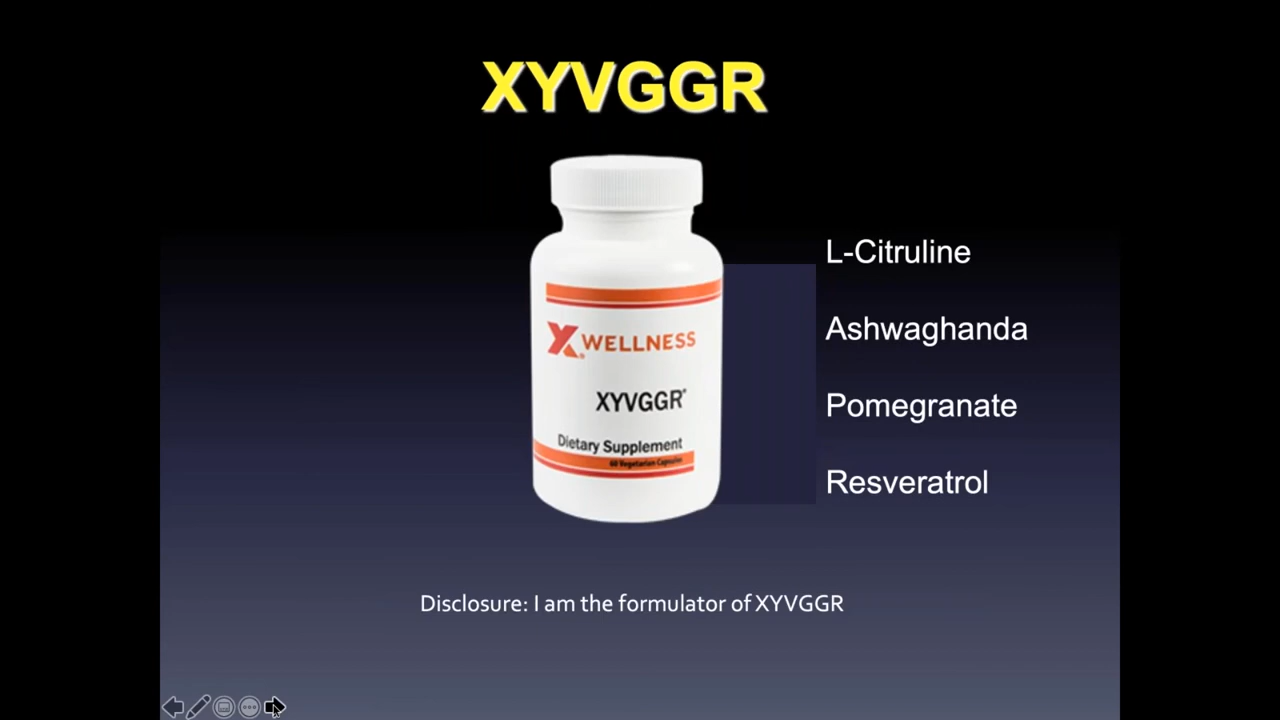 XYVGGR
X WELLNESS
XYVGGR®
Dietary Supplement
60 Vegetarian Capsules
L-Citruline
Ashwaghanda
Pomegranate
Resveratrol
Disclosure: I am the formulator of XYVGGR